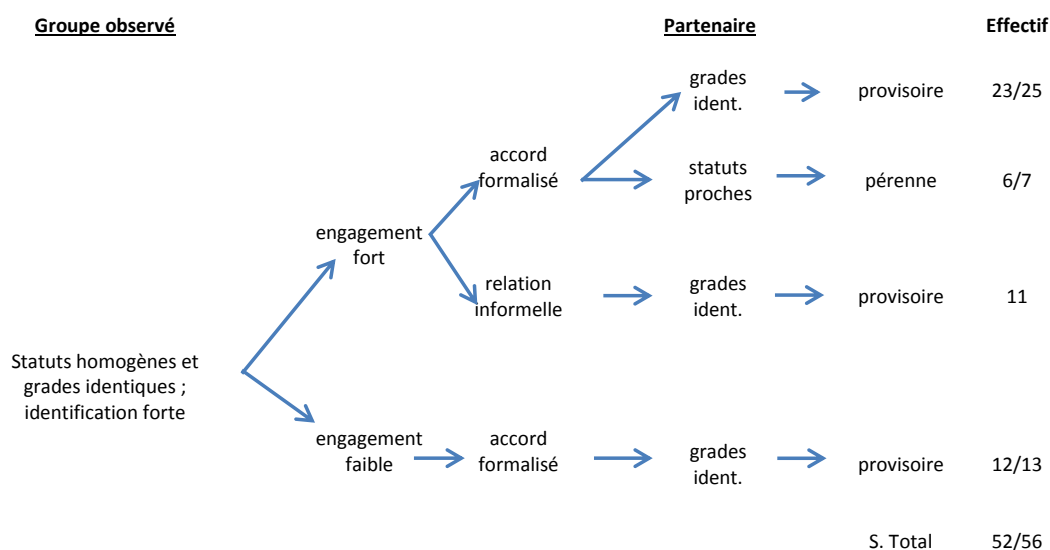 Groupe observé
Partenaire
Effectif
grades
ident.
provisoire
23/25
accord
formalisé
statuts
proches
pérenne
6/7
engagement
fort
relation
informelle
grades
ident.
provisoire
11
Statuts homogènes et
grades identiques ;
identification forte
engagement
faible
accord
formalisé
grades
ident.
provisoire
12/13
S. Total
52/56